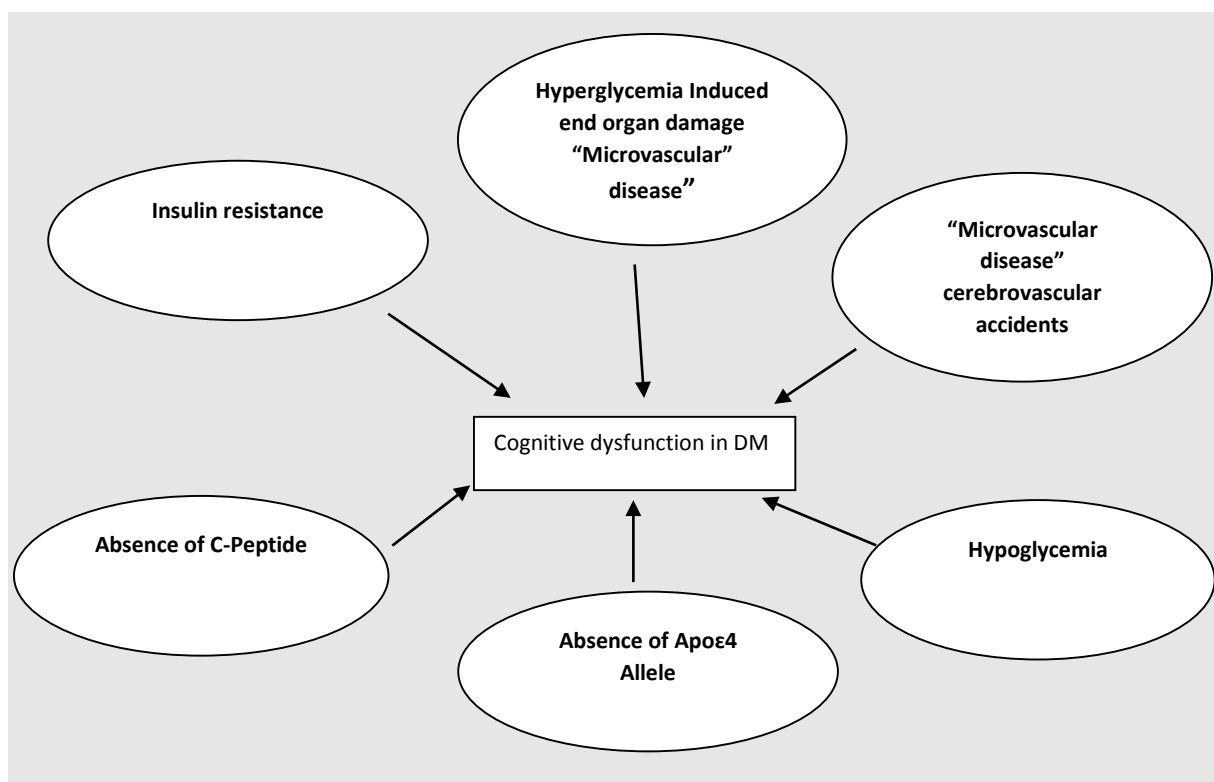 Hyperglycemia Induced
end organ damage
“Microvascular”
disease”
Insulin resistance
“Microvascular
disease”
cerebrovascular
accidents
Cognitive dysfunction in DM
Absence of C-Peptide
Hypoglycemia
Absence of Apoε4
Allele